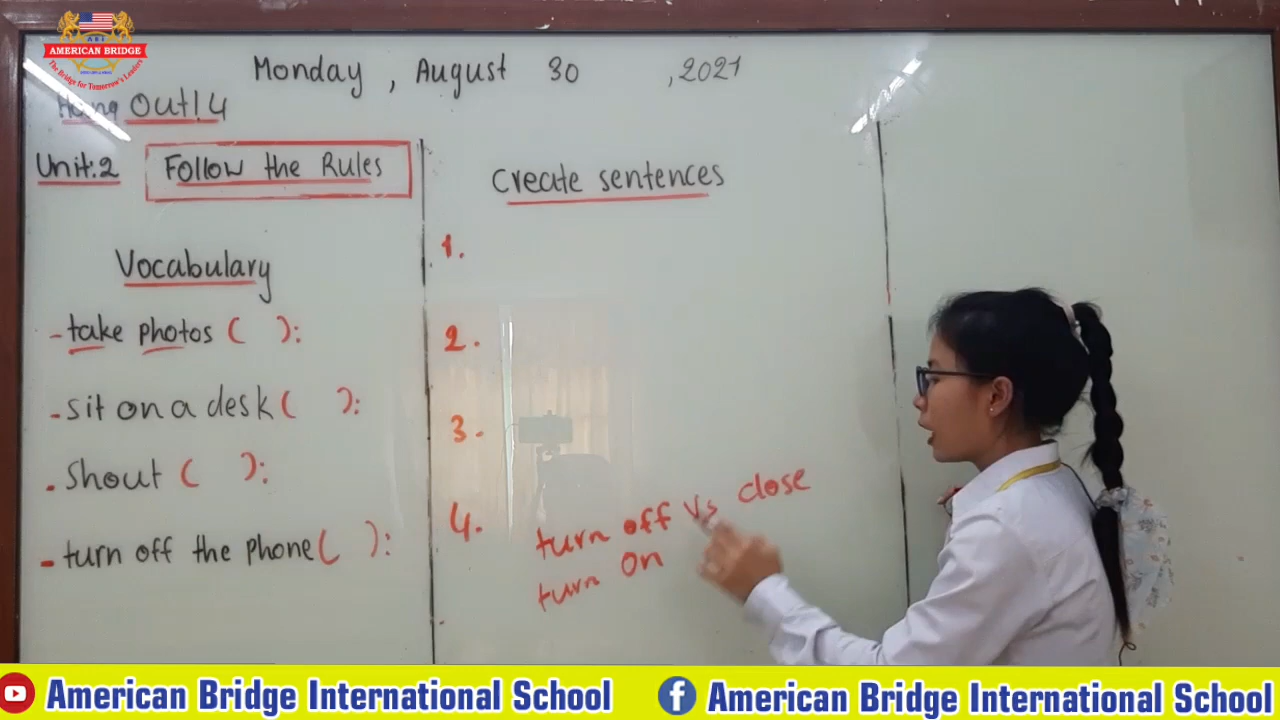 ABI
AMERICAN BRIDGE
The Bridge for Tomorrow's Leaders
Monday, August 30 , 2021
Hang Out! 4
Unit:2 Follow the Rules
Vocabulary
- take photos ( ):
- sit on a desk ( ):
. Shout ( ):
- turn off the phone ( ):
Create sentences
1.
2.
3.
4.
turn off Vs close
turn on
American Bridge International School
f American Bridge International School